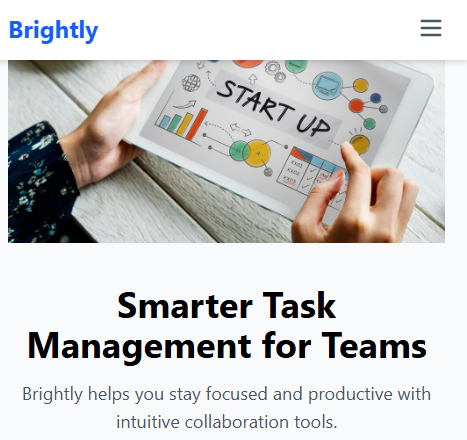 Brightly
START UP
Smarter Task
Management for Teams
Brightly helps you stay focused and productive with
intuitive collaboration tools.